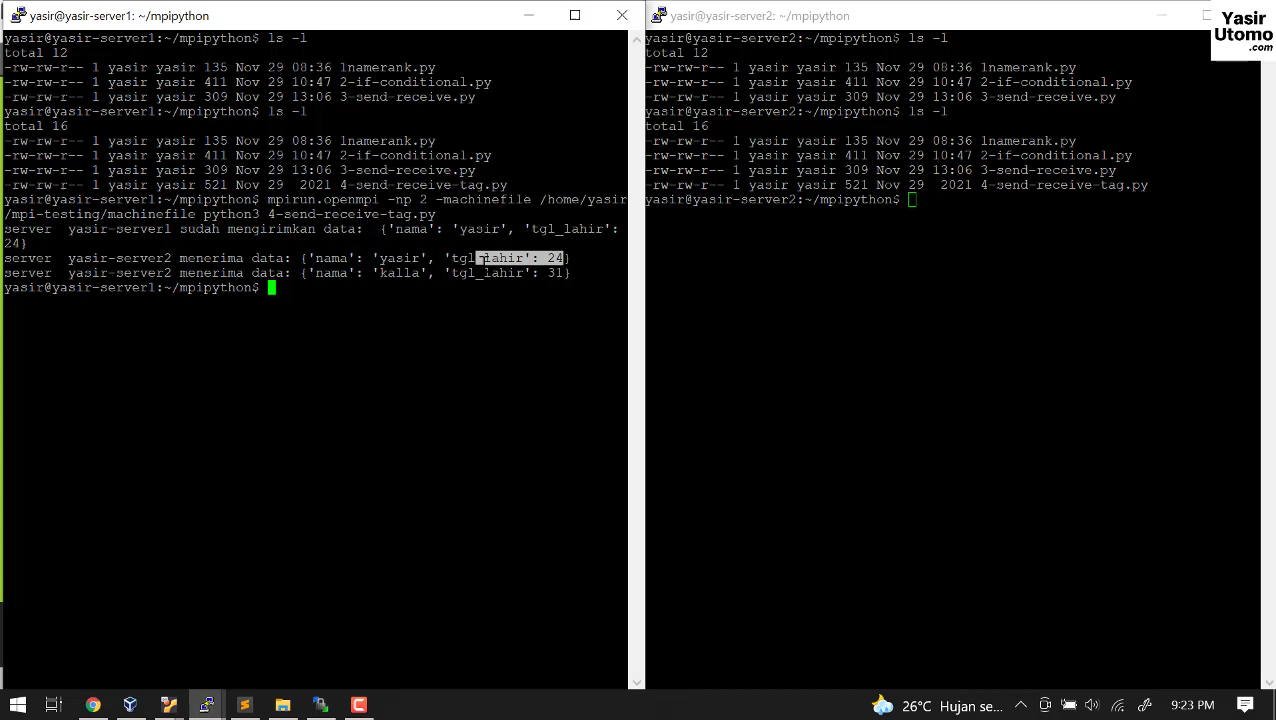 yasir@yasir-server1: ~/mpipython
yasir@yasir-server1:~/mpipython$ ls -l
total 12
-rw-rw-r-- 1 yasir yasir 135 Nov 29 08:36 1namerank.py
-rw-rw-r-- 1 yasir yasir 411 Nov 29 10:47 2-if-conditional.py
-rw-rw-r-- 1 yasir yasir 309 Nov 29 13:06 3-send-receive.py
yasir@yasir-server1:~/mpipython$ ls -l
total 16
-rw-rw-r-- 1 yasir yasir 135 Nov 29 08:36 1namerank.py
-rw-rw-r-- 1 yasir yasir 411 Nov 29 10:47 2-if-conditional.py
-rw-rw-r-- 1 yasir yasir 309 Nov 29 13:06 3-send-receive.py
-rw-rw-r-- 1 yasir yasir 521 Nov 29  2021 4-send-receive-tag.py
yasir@yasir-server1:~/mpipython$ mpirun.openmpi -np 2 -machinefile /home/yasir
/mpi-testing/machinefile python3 4-send-receive-tag.py
server  yasir-server1 sudah mengirimkan data:  {'nama': 'yasir', 'tgl_lahir':
24}
server  yasir-server2 menerima data: {'nama': 'yasir', 'tgl_lahir': 24}
server  yasir-server2 menerima data: {'nama': 'kalla', 'tgl_lahir': 31}
yasir@yasir-server1:~/mpipython$
yasir@yasir-server2: ~/mpipython
yasir@yasir-server2:~/mpipython$ ls -l
total 12
-rw-rw-r-- 1 yasir yasir 135 Nov 29 08:36 1namerank.py
-rw-rw-r-- 1 yasir yasir 411 Nov 29 10:47 2-if-conditional.py
-rw-rw-r-- 1 yasir yasir 309 Nov 29 13:06 3-send-receive.py
yasir@yasir-server2:~/mpipython$ ls -l
total 16
-rw-rw-r-- 1 yasir yasir 135 Nov 29 08:36 1namerank.py
-rw-rw-r-- 1 yasir yasir 411 Nov 29 10:47 2-if-conditional.py
-rw-rw-r-- 1 yasir yasir 309 Nov 29 13:06 3-send-receive.py
-rw-rw-r-- 1 yasir yasir 521 Nov 29  2021 4-send-receive-tag.py
yasir@yasir-server2:~/mpipython$
Yasir
Utomo
.com
26°C Hujan se...
9:23 PM